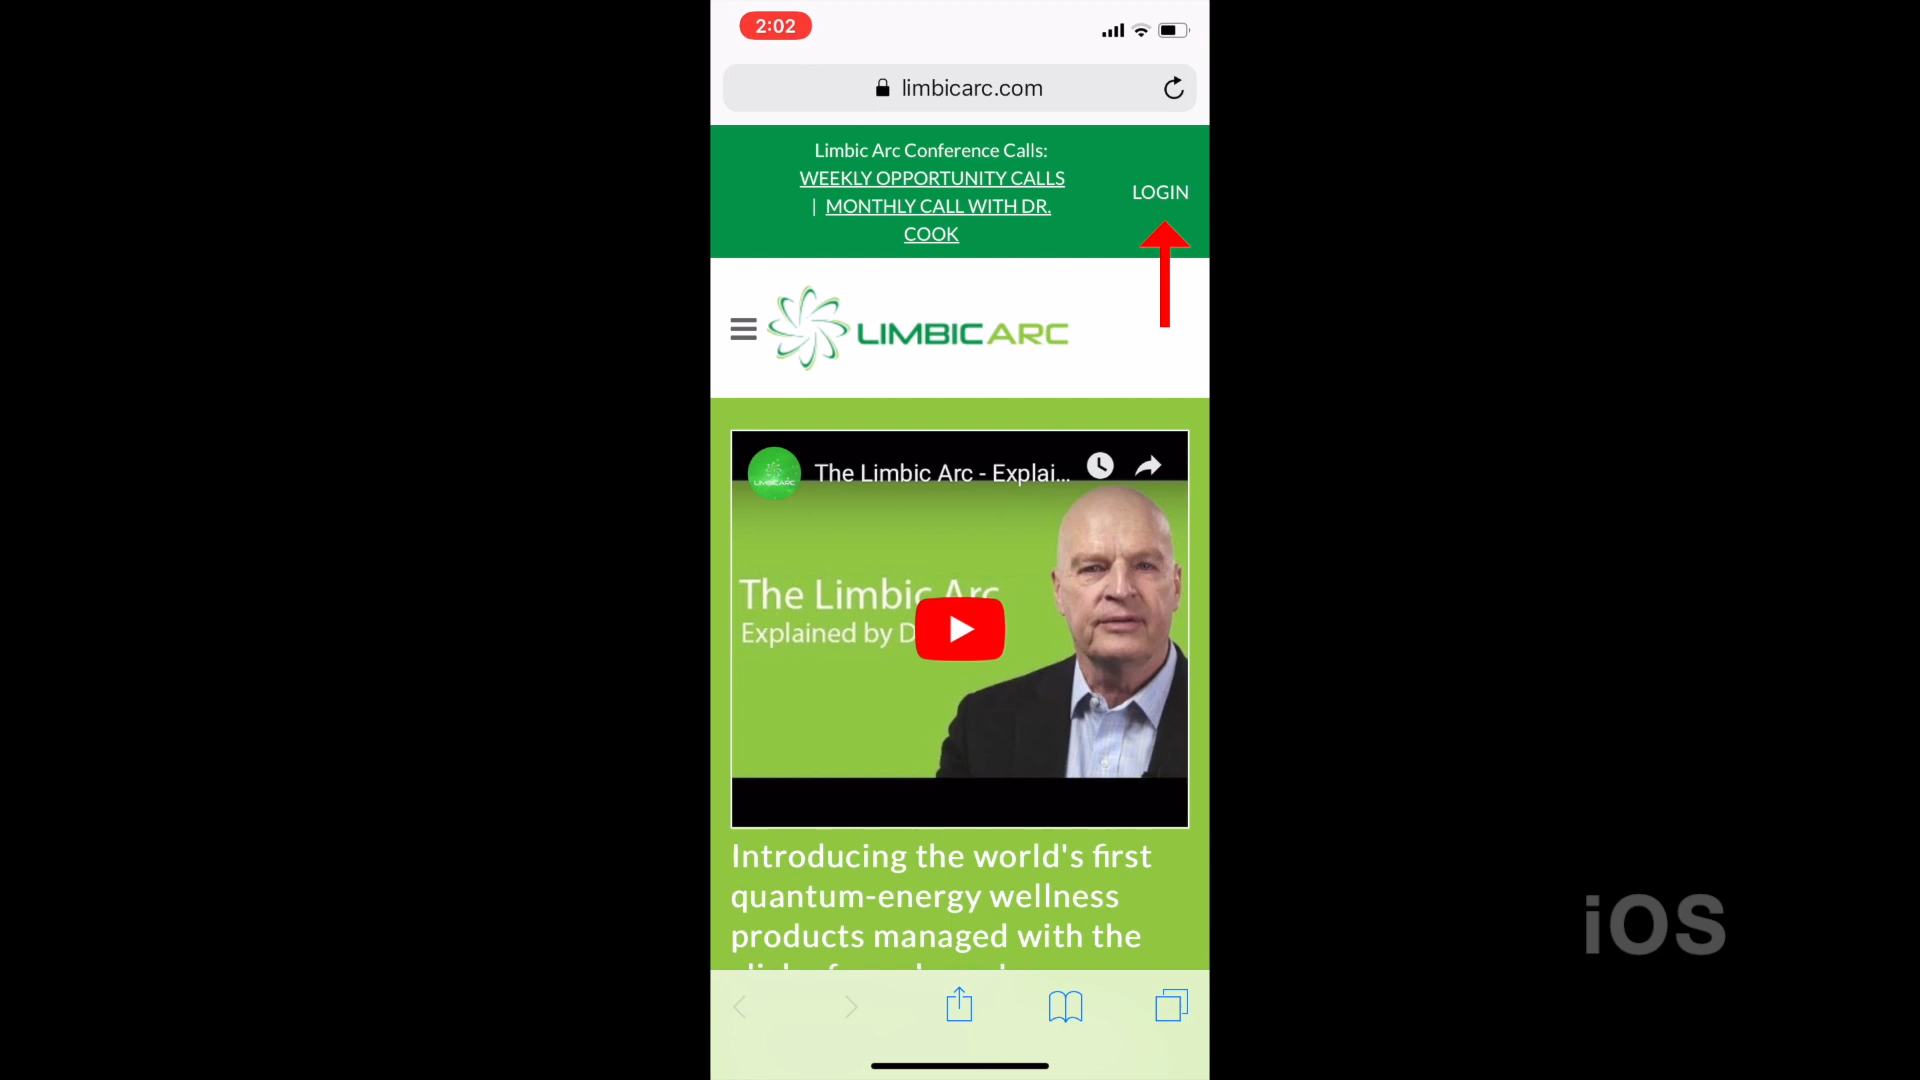 2:02
limbicarc.com
Limbic Arc Conference Calls:
WEEKLY OPPORTUNITY CALLS
| MONTHLY CALL WITH DR.
COOK
LOGIN
LIMBIC ARC
LIMBICARC
The Limbic Arc - Explai...
The Limbic Arc
Explained by D
Introducing the world's first
quantum-energy wellness
products managed with the
iOS